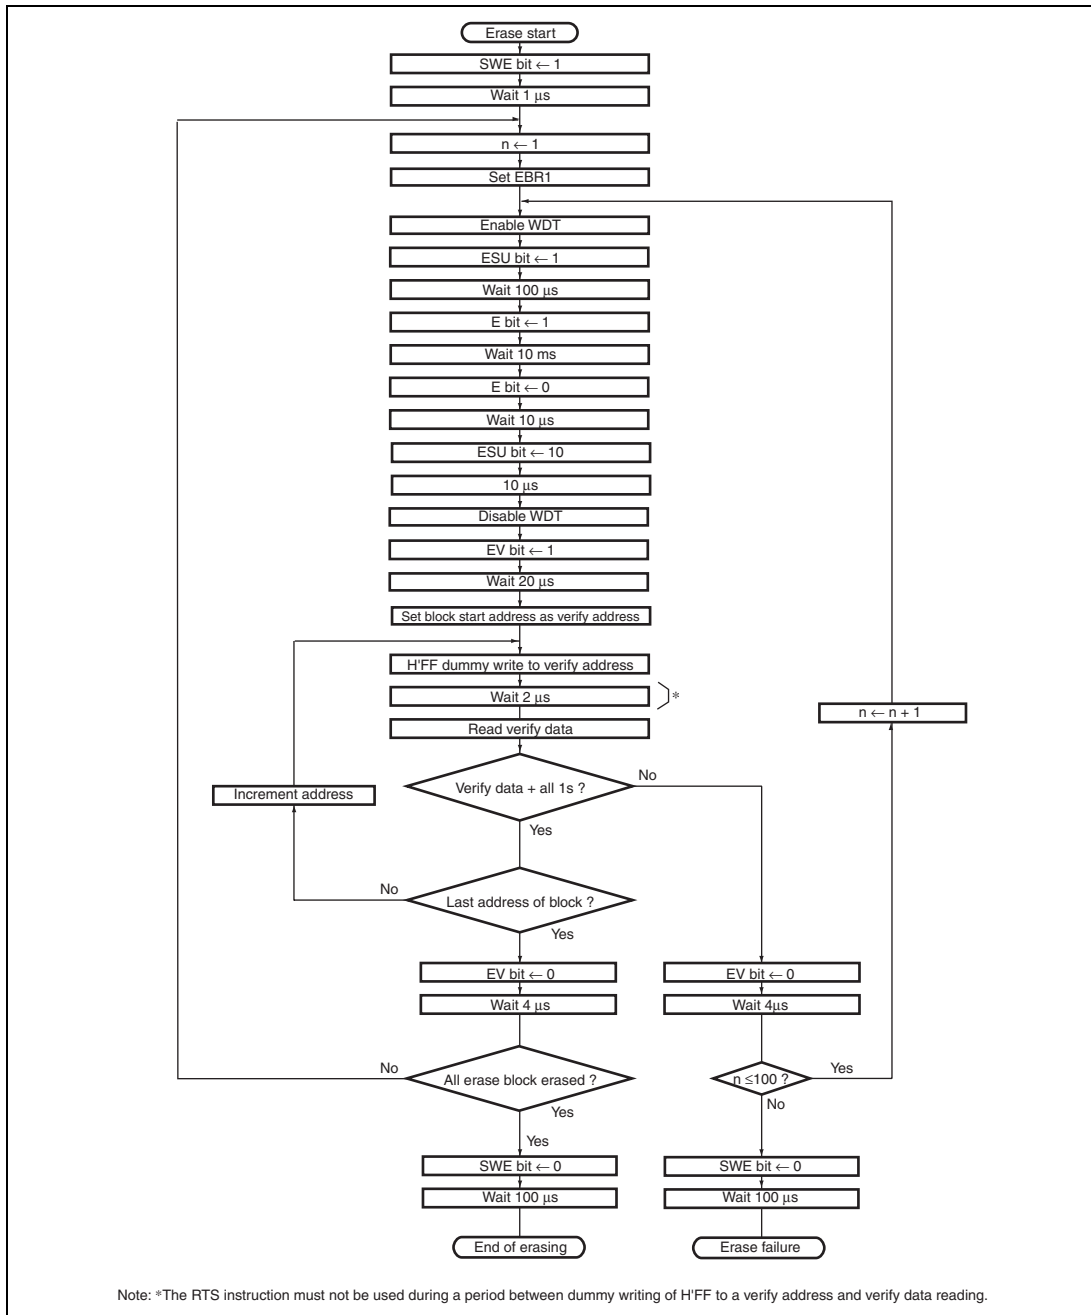 Erase start
SWE bit ← 1
Wait 1 μs
n ← 1
Set EBR1
Enable WDT
ESU bit ← 1
Wait 100 μs
E bit ← 1
Wait 10 ms
E bit ← 0
Wait 10 μs
ESU bit ← 10
10 μs
Disable WDT
EV bit ← 1
Wait 20 μs
Set block start address as verify address
H'FF dummy write to verify address
Wait 2 μs
*
n ← n + 1
Read verify data
No
Verify data + all 1s ?
Increment address
Yes
No
Last address of block ?
Yes
EV bit ← 0
EV bit ← 0
Wait 4 μs
Wait 4μs
No
All erase block erased ?
n ≤100 ?
Yes
Yes
No
Yes
SWE bit ← 0
SWE bit ← 0
Wait 100 μs
Wait 100 μs
End of erasing
Erase failure
Note: *The RTS instruction must not be used during a period between dummy writing of H'FF to a verify address and verify data reading.